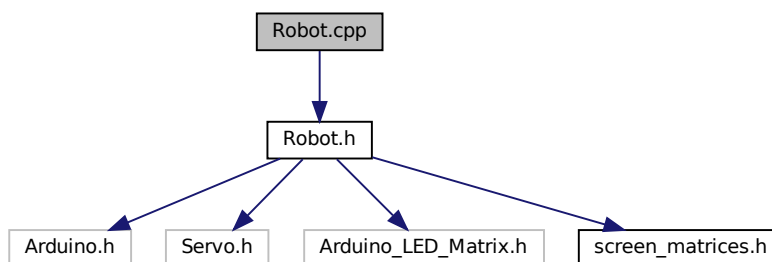 Robot.cpp
Robot.h
Arduino.h
Servo.h
Arduino_LED_Matrix.h
screen_matrices.h